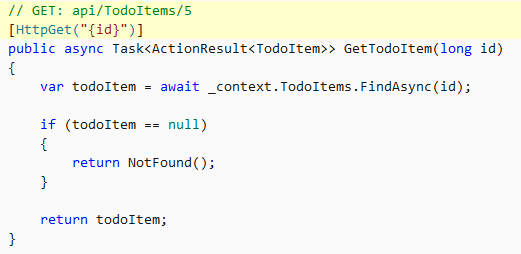 // GET: api/TodoItems/5
[HttpGet("{id}")]
public async Task<ActionResult<TodoItem>> GetTodoItem(long id)
{
    var todoItem = await _context.TodoItems.FindAsync(id);
    if (todoItem == null)
    {
        return NotFound();
    }
    return todoItem;
}